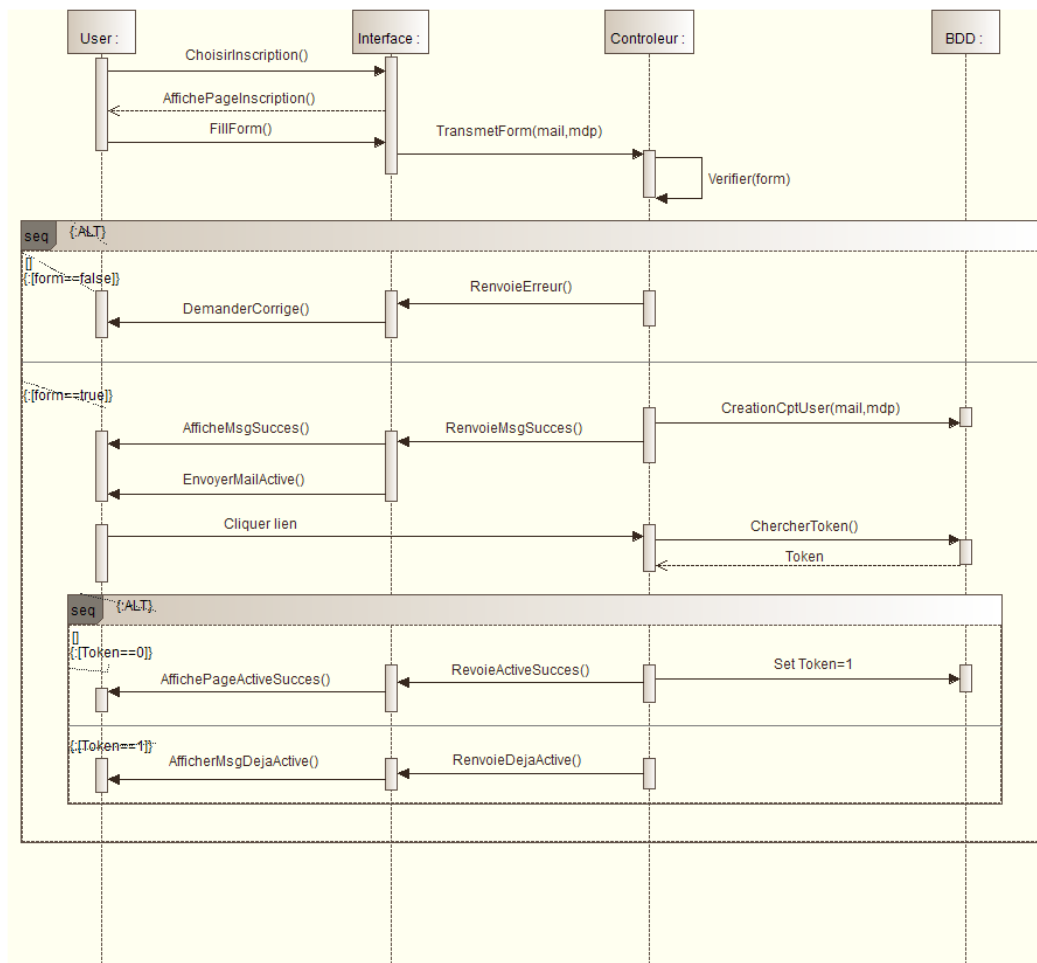 User :
Interface :
Controleur :
BDD :
ChoisirInscription()
AffichePageInscription()
FillForm()
TransmetForm(mail,mdp)
Verifier(form)
seq
{:ALT}
[]
{:[form==false]}
RenvoieErreur()
DemanderCorrige()
{:[form==true]}
CreationCptUser(mail,mdp)
AfficheMsgSucces()
RenvoieMsgSucces()
EnvoyerMailActive()
Cliquer lien
ChercherToken()
Token
seq
{:ALT}
[]
{:[Token==0]}
AffichePageActiveSucces()
RevoieActiveSucces()
Set Token=1
{:[Token==1]}
AfficherMsgDejaActive()
RenvoieDejaActive()